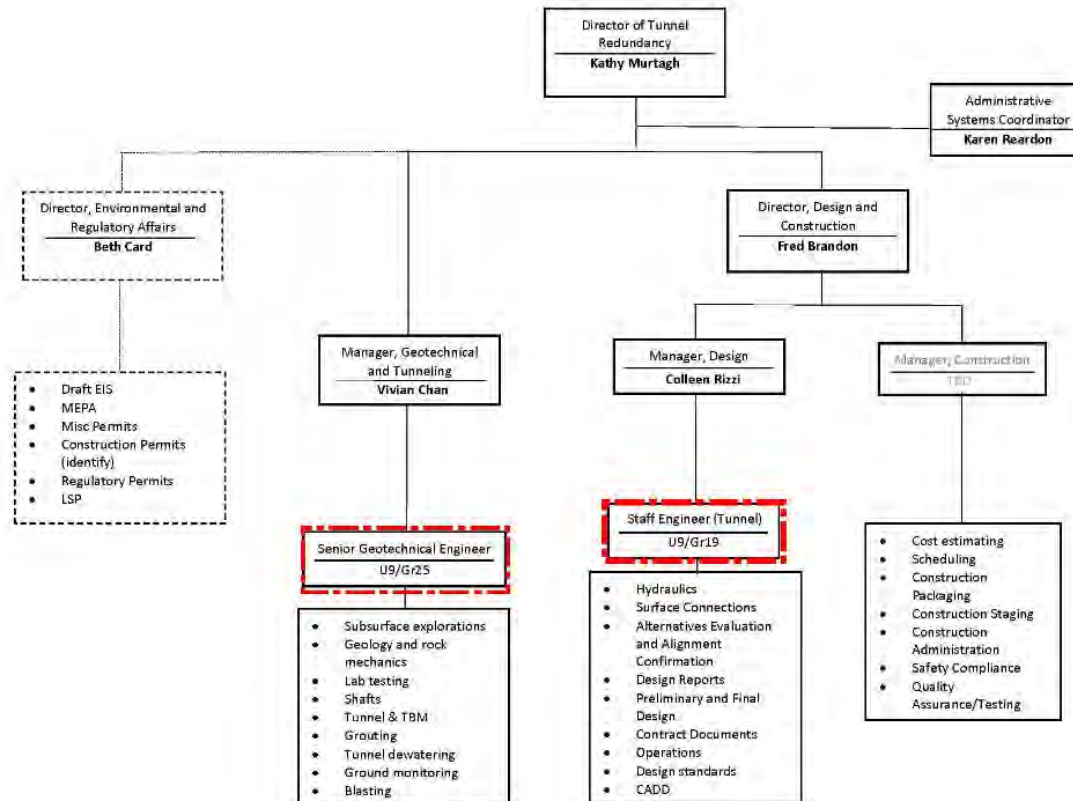 Director of Tunnel
Redundancy
Kathy Murtagh
Administrative
Systems Coordinator
Karen Reardon
Director, Environmental and
Regulatory Affairs
Beth Card
Director, Design and
Construction
Fred Brandon
Manager, Geotechnical
and Tunneling
Vivian Chan
Manager, Design
Colleen Rizzi
Manager, Construction
TBD
• Draft EIS
• MEPA
• Misc Permits
• Construction Permits
(identify)
• Regulatory Permits
• LSP
Senior Geotechnical Engineer
U9/Gr25
Staff Engineer (Tunnel)
U9/Gr19
• Subsurface explorations
• Geology and rock
mechanics
• Lab testing
• Shafts
• Tunnel & TBM
• Grouting
• Tunnel dewatering
• Ground monitoring
• Blasting
• Hydraulics
• Surface Connections
• Alternatives Evaluation
and Alignment
Confirmation
• Design Reports
• Preliminary and Final
Design
• Contract Documents
• Operations
• Design standards
• CADD
• Cost estimating
• Scheduling
• Construction
Packaging
• Construction Staging
• Construction
Administration
• Safety Compliance
• Quality
Assurance/Testing